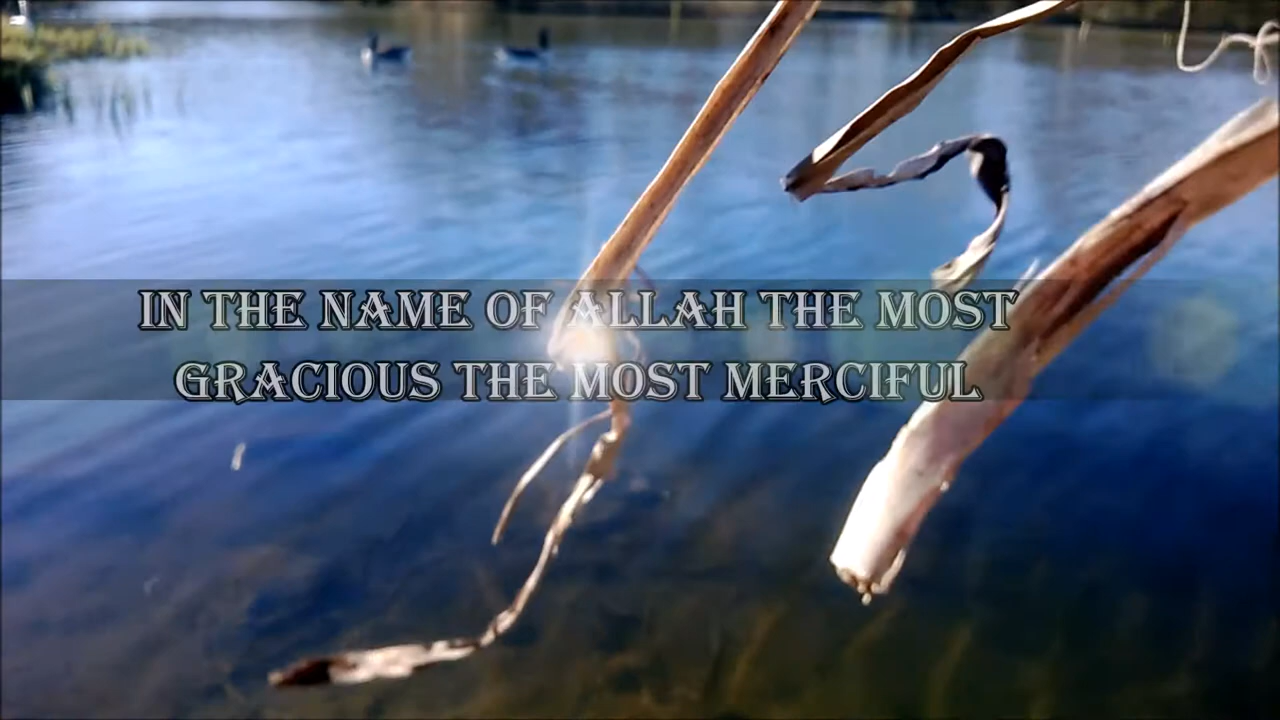 IN THE NAME OF ALLAH THE MOST
GRACIOUS THE MOST MERCIFUL